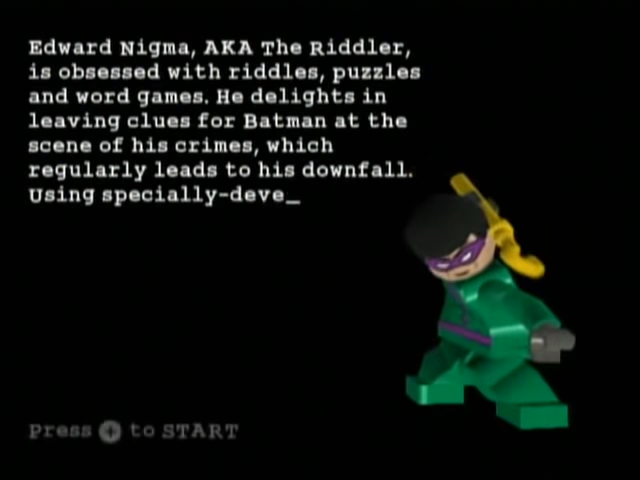 Edward Nigma, AKA The Riddler,
is obsessed with riddles, puzzles
and word games. He delights in
leaving clues for Batman at the
scene of his crimes, which
regularly leads to his downfall.
Using specially-deve_
Press + to START